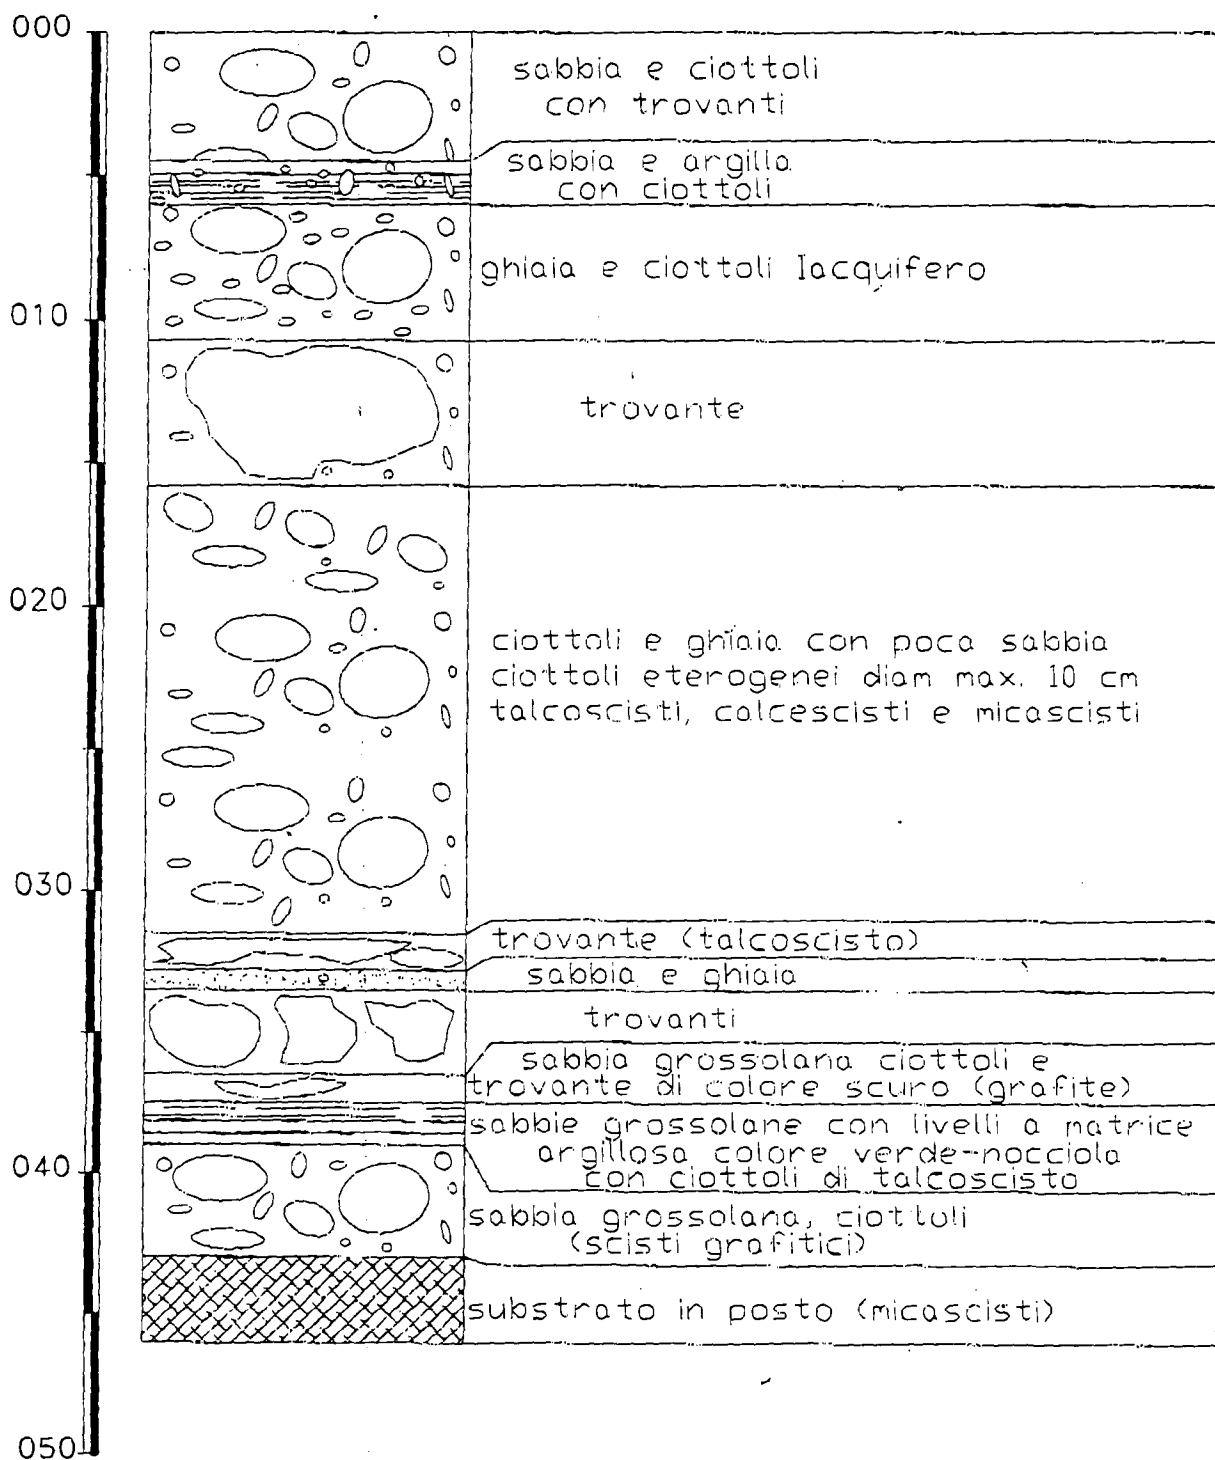 000
sabbia e ciottoli
con trovanti
sabbia e argilla
con ciottoli
ghiaia e ciottoli Iacquifero
010
trovante
020
ciottoli e ghiaia con poca sabbia
ciottoli eterogenei diam max. 10 cm
talcoscisti, calcescisti e micascisti
030
trovante (talcoscisto)
sabbia e ghiaia
trovanti
sabbia grossolana ciottoli e
trovante di colore scuro (grafite)
sabbie grossolane con livelli a matrice
argillosa colore verde-nocciola
con ciottoli di talcoscisto
040
sabbia grossolana, ciottoli
(scisti grafitici)
substrato in posto (micascisti)
050